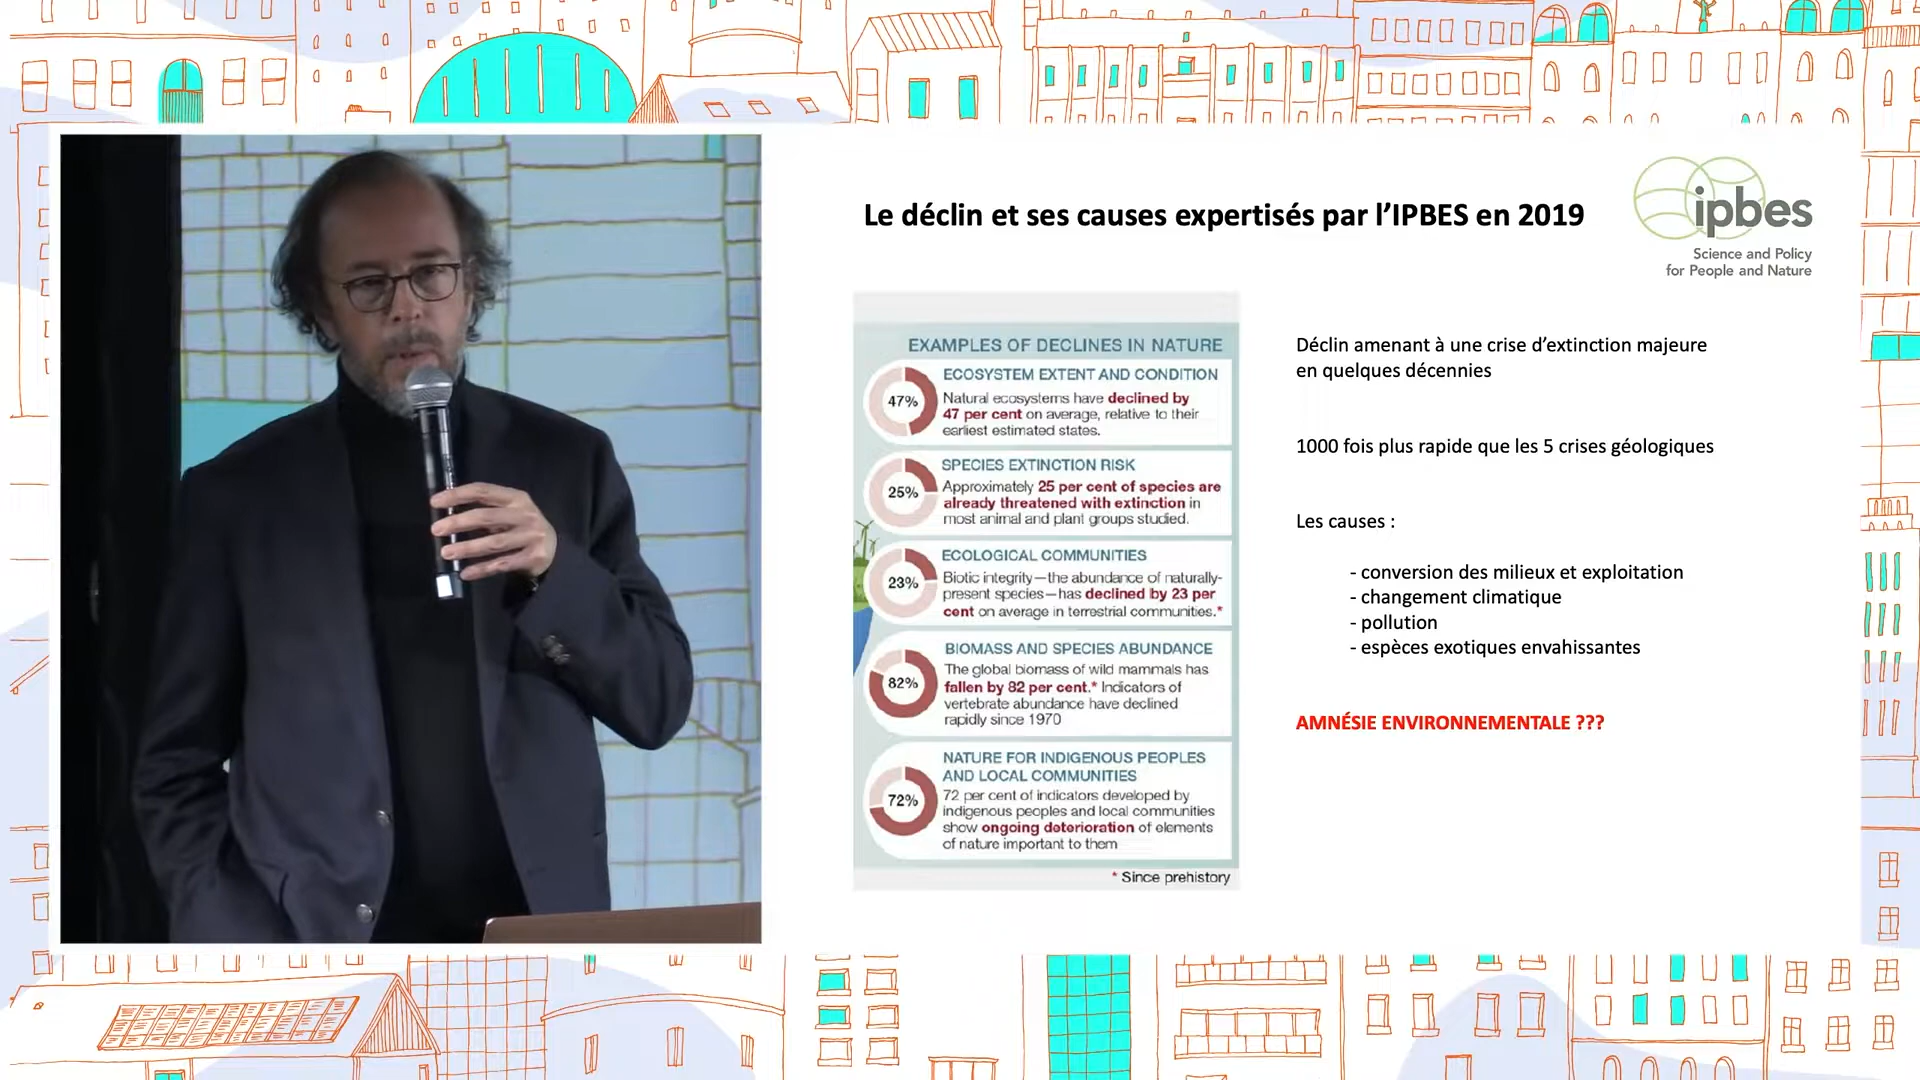 Le déclin et ses causes expertisés par l'IPBES en 2019
ipbes
Science and Policy
for People and Nature
EXAMPLES OF DECLINES IN NATURE
47%
ECOSYSTEM EXTENT AND CONDITION
Natural ecosystems have declined by
47 per cent on average, relative to their
earliest estimated states.
25%
SPECIES EXTINCTION RISK
Approximately 25 per cent of species are
already threatened with extinction in
most animal and plant groups studied.
23%
ECOLOGICAL COMMUNITIES
Biotic integrity—the abundance of naturally-
present species—has declined by 23 per
cent on average in terrestrial communities.*
82%
BIOMASS AND SPECIES ABUNDANCE
The global biomass of wild mammals has
fallen by 82 per cent.* Indicators of
vertebrate abundance have declined
rapidly since 1970
72%
NATURE FOR INDIGENOUS PEOPLES
AND LOCAL COMMUNITIES
72 per cent of indicators developed by
indigenous peoples and local communities
show ongoing deterioration of elements
of nature important to them
* Since prehistory
Déclin amenant à une crise d'extinction majeure
en quelques décennies
1000 fois plus rapide que les 5 crises géologiques
Les causes :
- conversion des milieux et exploitation
- changement climatique
- pollution
- espèces exotiques envahissantes
AMNÉSIE ENVIRONNEMENTALE ???